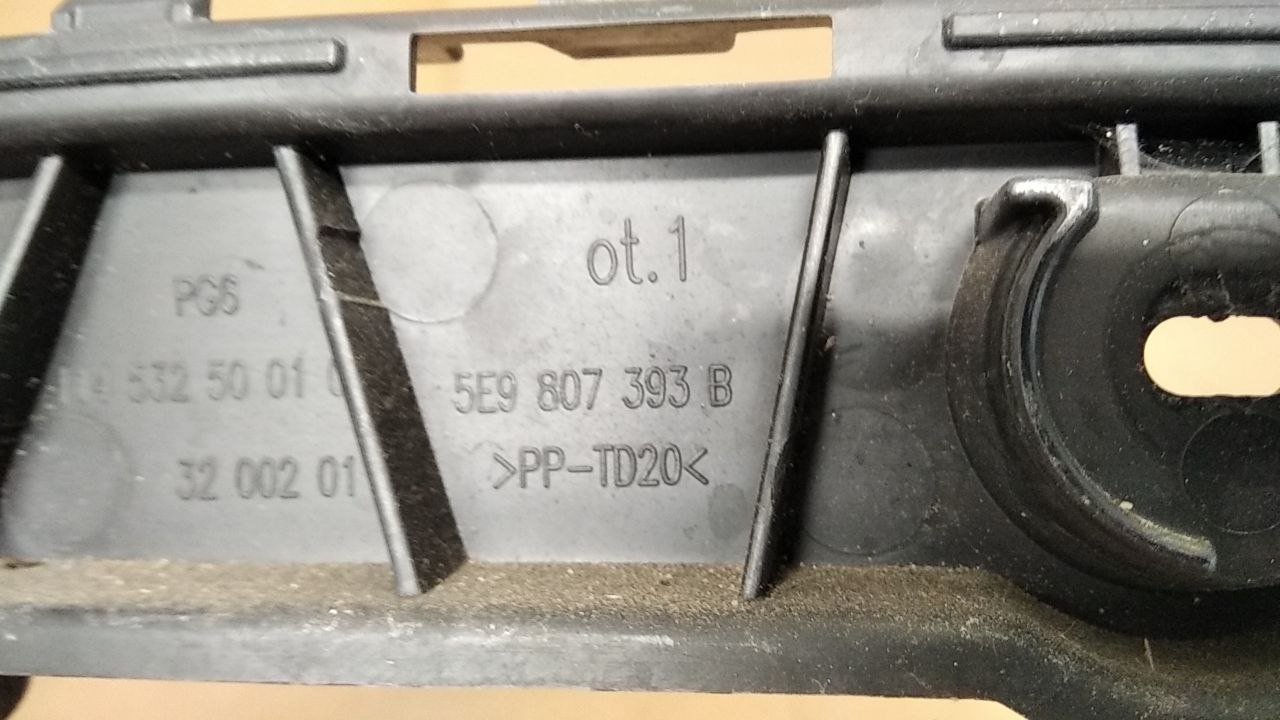 ot.1
PG6
532 50 01
5E9 807 393 B
32 002 01
>PP-TD20<